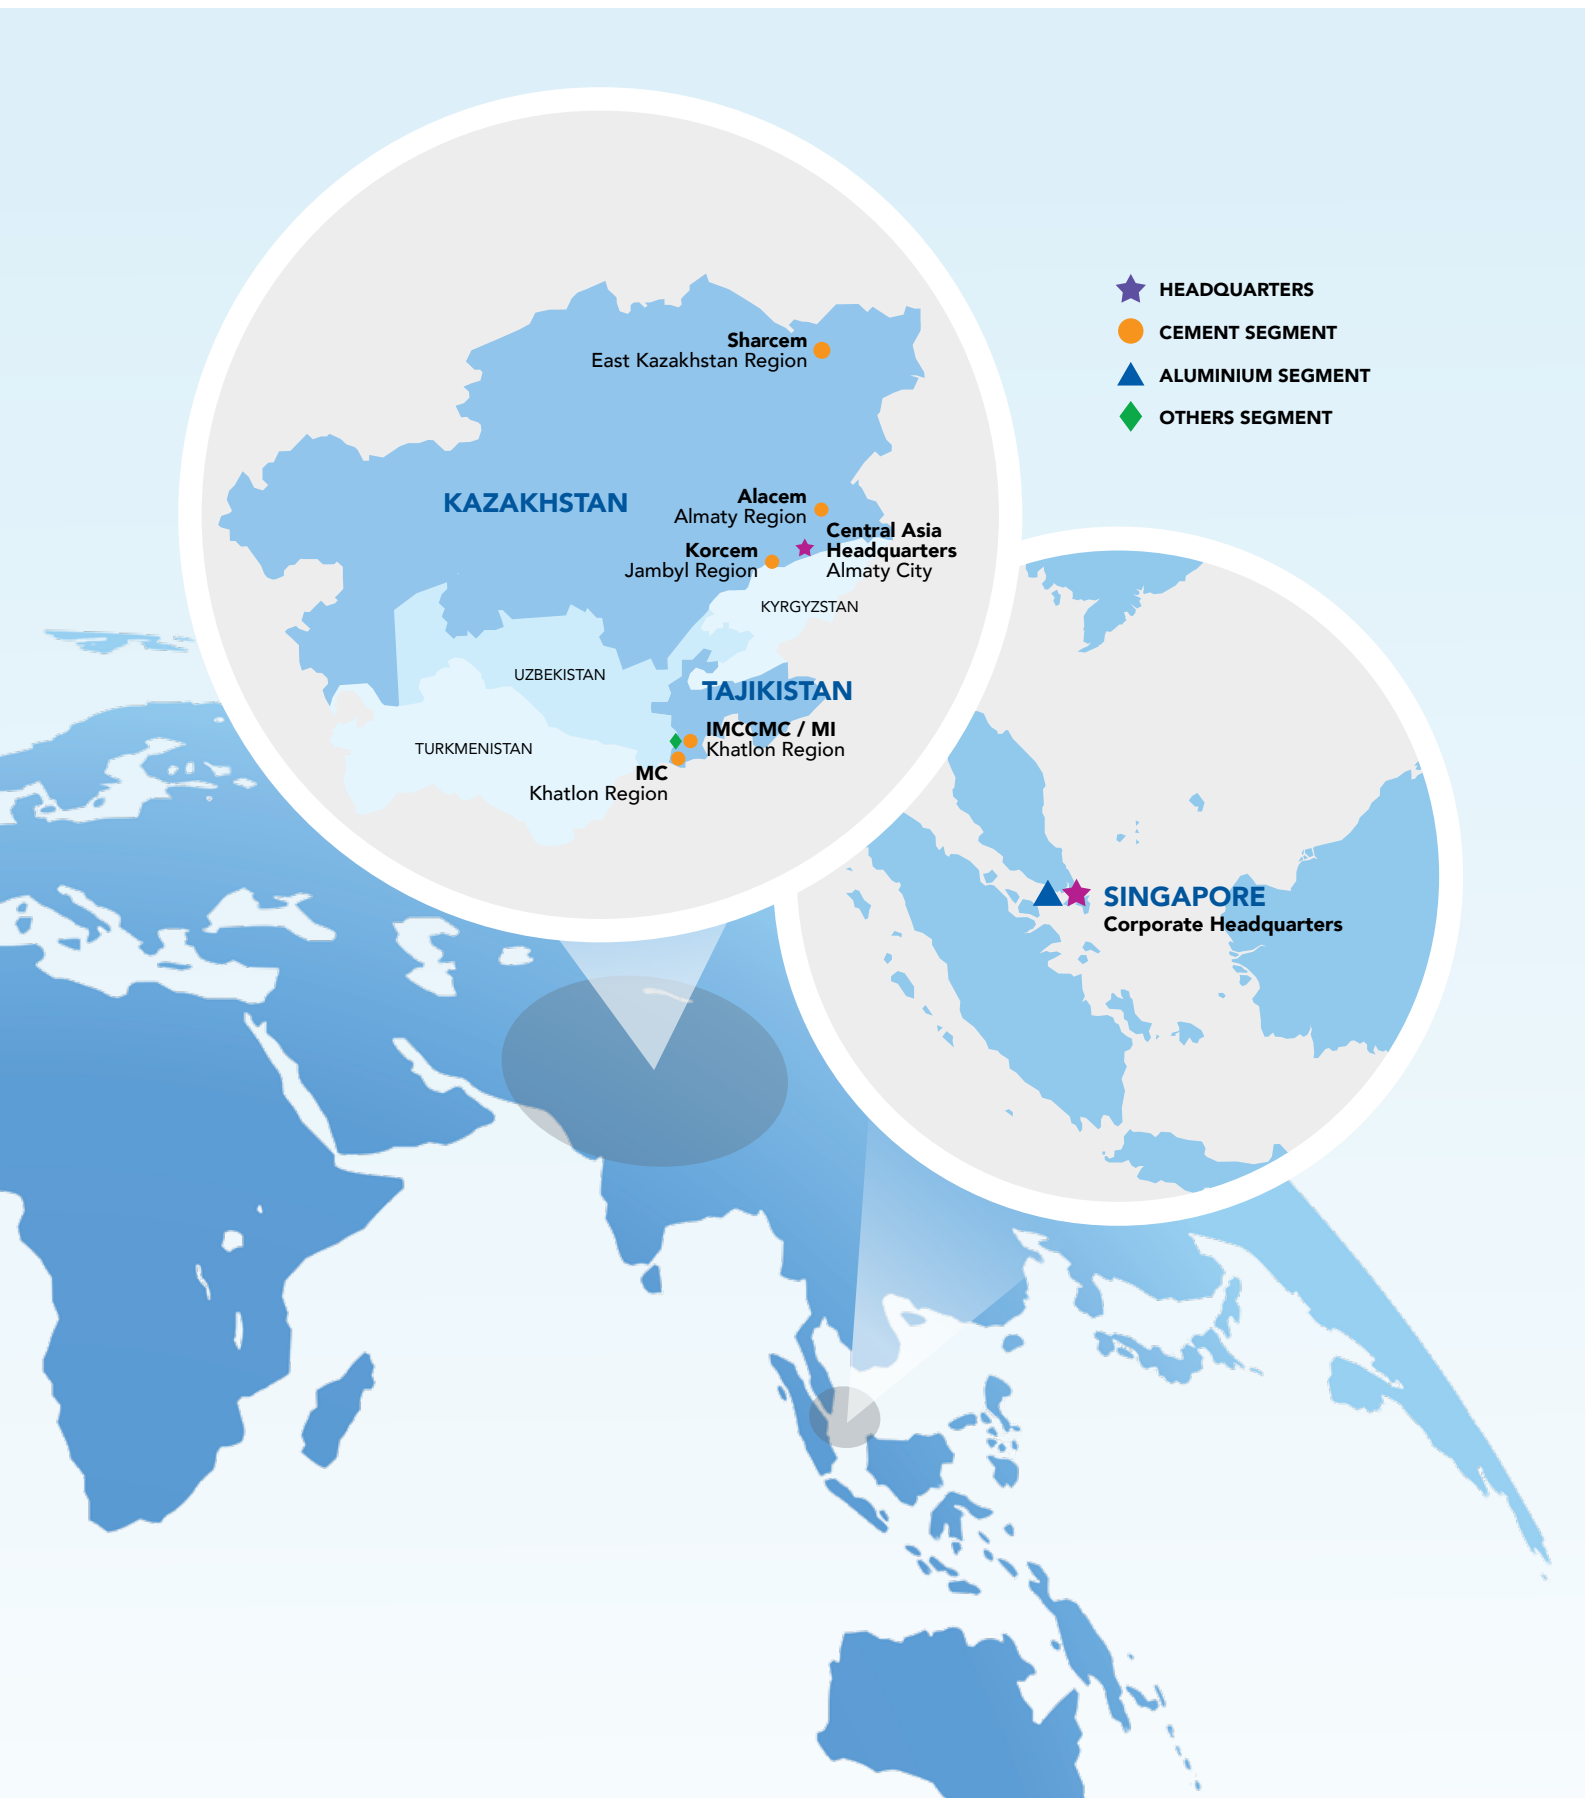 HEADQUARTERS
CEMENT SEGMENT
ALUMINIUM SEGMENT
OTHERS SEGMENT
Sharcem
East Kazakhstan Region
KAZAKHSTAN
Alacem
Almaty Region
Central Asia
Headquarters
Almaty City
Korcem
Jambyl Region
KYRGYZSTAN
UZBEKISTAN
TAJIKISTAN
IMCCMC / MI
Khatlon Region
TURKMENISTAN
MC
Khatlon Region
SINGAPORE
Corporate Headquarters